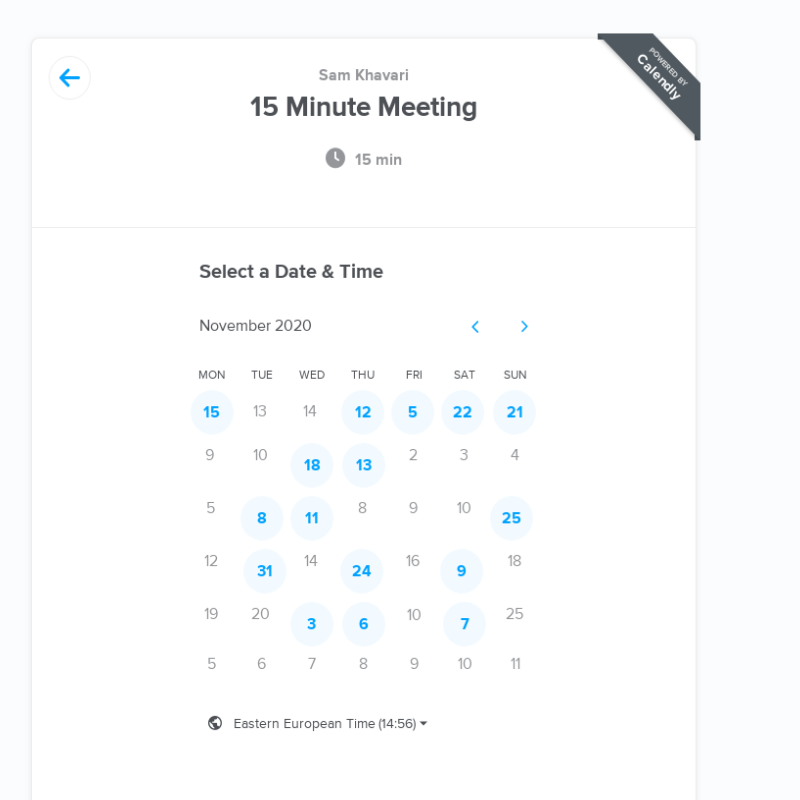 POWERED BY
Calendly
Sam Khavari
15 Minute Meeting
15 min
Select a Date & Time
November 2020
MON TUE WED THU FRI SAT SUN
15 13 14 12 5 22 21
9 10 18 13 2 3 4
5 8 11 8 9 10 25
12 31 14 24 16 9 18
19 20 3 6 10 7 25
5 6 7 8 9 10 11
Eastern European Time (14:56)